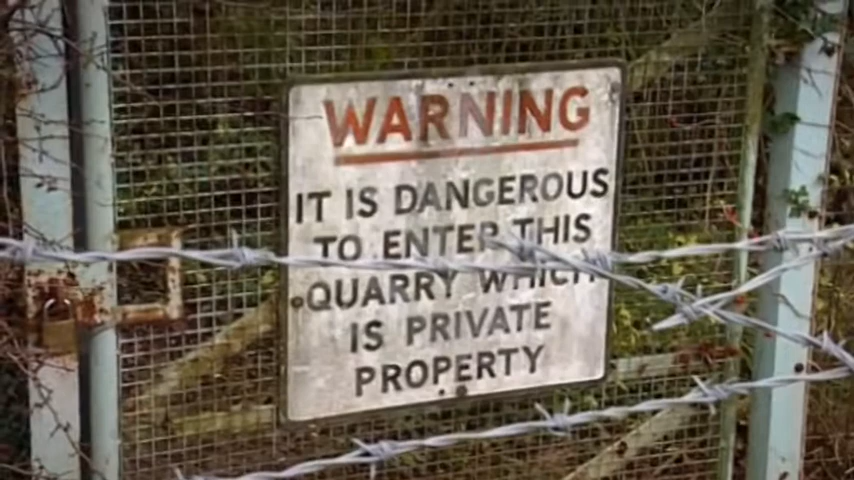 WARNING
IT IS DANGEROUS
TO ENTER THIS
QUARRY WHICH
IS PRIVATE
PROPERTY